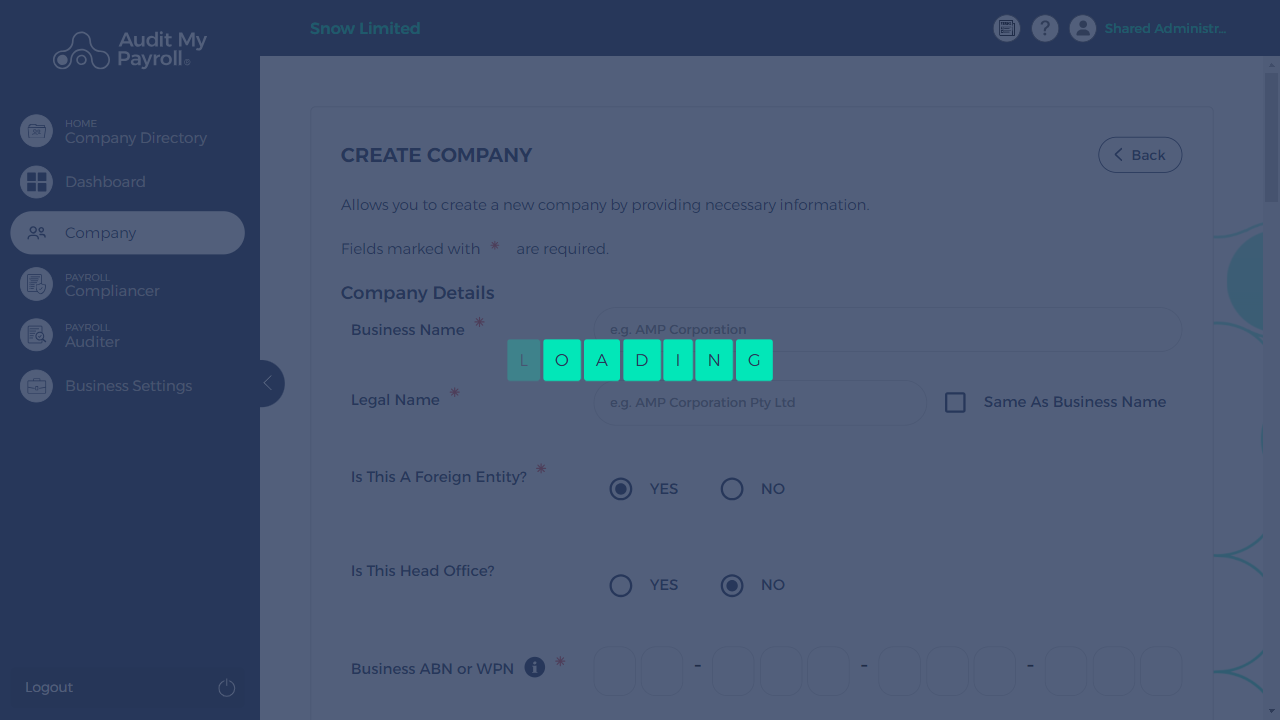 Audit My
Payroll®
Snow Limited
Shared Administr...
HOME
Company Directory
Dashboard
Company
PAYROLL
Compliancer
PAYROLL
Auditer
Business Settings
Logout
CREATE COMPANY
Back
Allows you to create a new company by providing necessary information.
Fields marked with * are required.
Company Details
Business Name *
e.g. AMP Corporation
LOADING
Legal Name *
e.g. AMP Corporation Pty Ltd
Same As Business Name
Is This A Foreign Entity? *
YES NO
Is This Head Office?
YES NO
Business ABN or WPN *
- - -